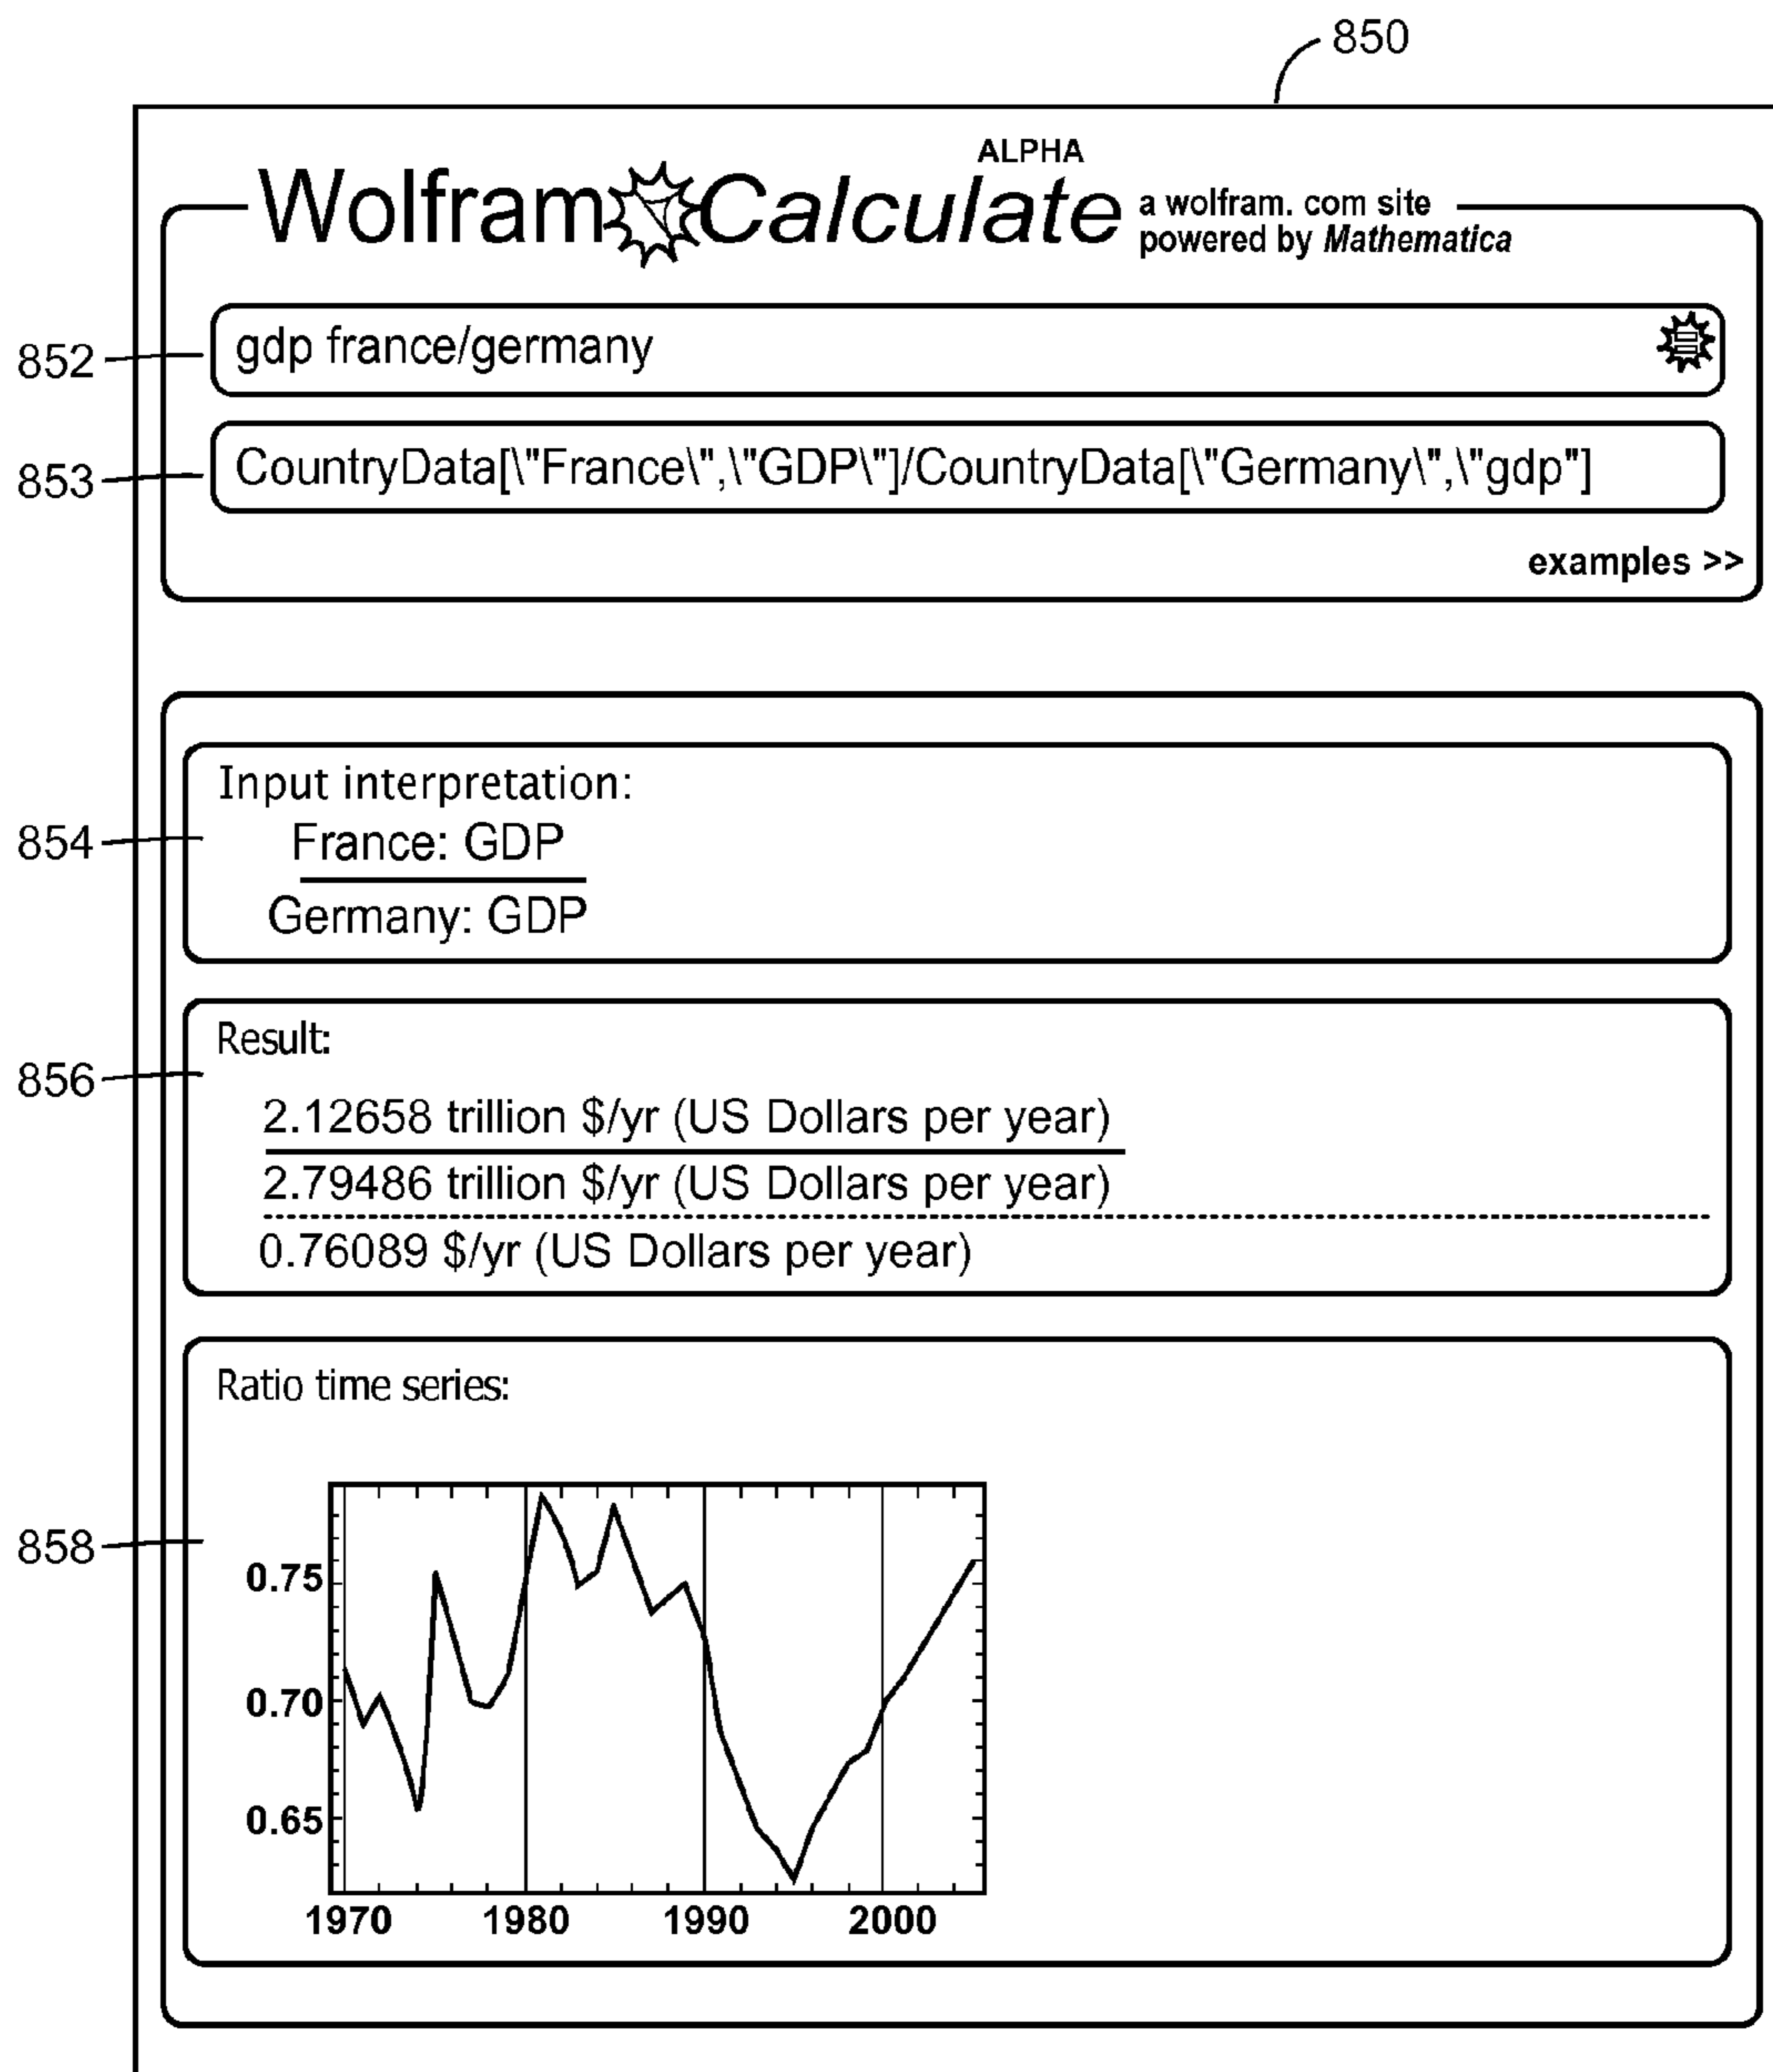 850
ALPHA
Wolfram Calculate a wolfram. com site
powered by Mathematica
852
gdp france/germany
853
CountryData[\"France\",\"GDP\"]/CountryData[\"Germany\",\"gdp"]
examples >>
Input interpretation:
854
France: GDP
Germany: GDP
Result:
856
2.12658 trillion $/yr (US Dollars per year)
2.79486 trillion $/yr (US Dollars per year)
0.76089 $/yr (US Dollars per year)
Ratio time series:
858
0.75
0.70
0.65
1970 1980 1990 2000